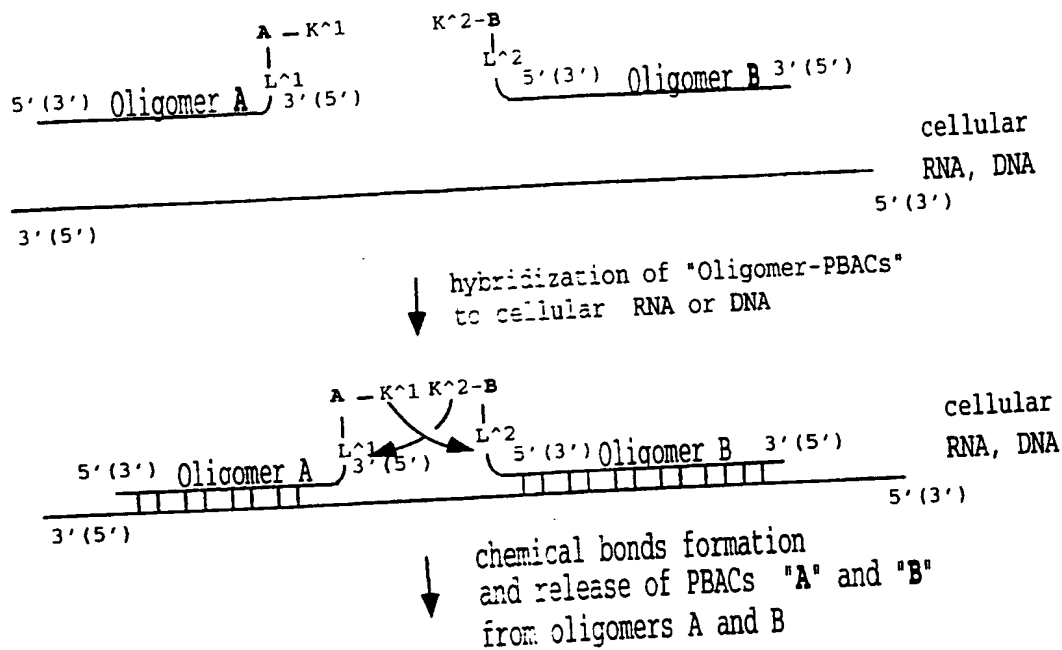 A – K^1
K^2-B
L^1
L^2
5'(3') Oligomer A 3'(5')
5'(3') Oligomer B 3'(5')
cellular
RNA, DNA
3'(5')
5'(3')
hybridization of "Oligomer-PBACs"
to cellular RNA or DNA
A – K^1 K^2-B
L^1
L^2
5'(3') Oligomer A 3'(5')
5'(3') Oligomer B 3'(5')
cellular
RNA, DNA
3'(5')
5'(3')
chemical bonds formation
and release of PBACs "A" and "B"
from oligomers A and B